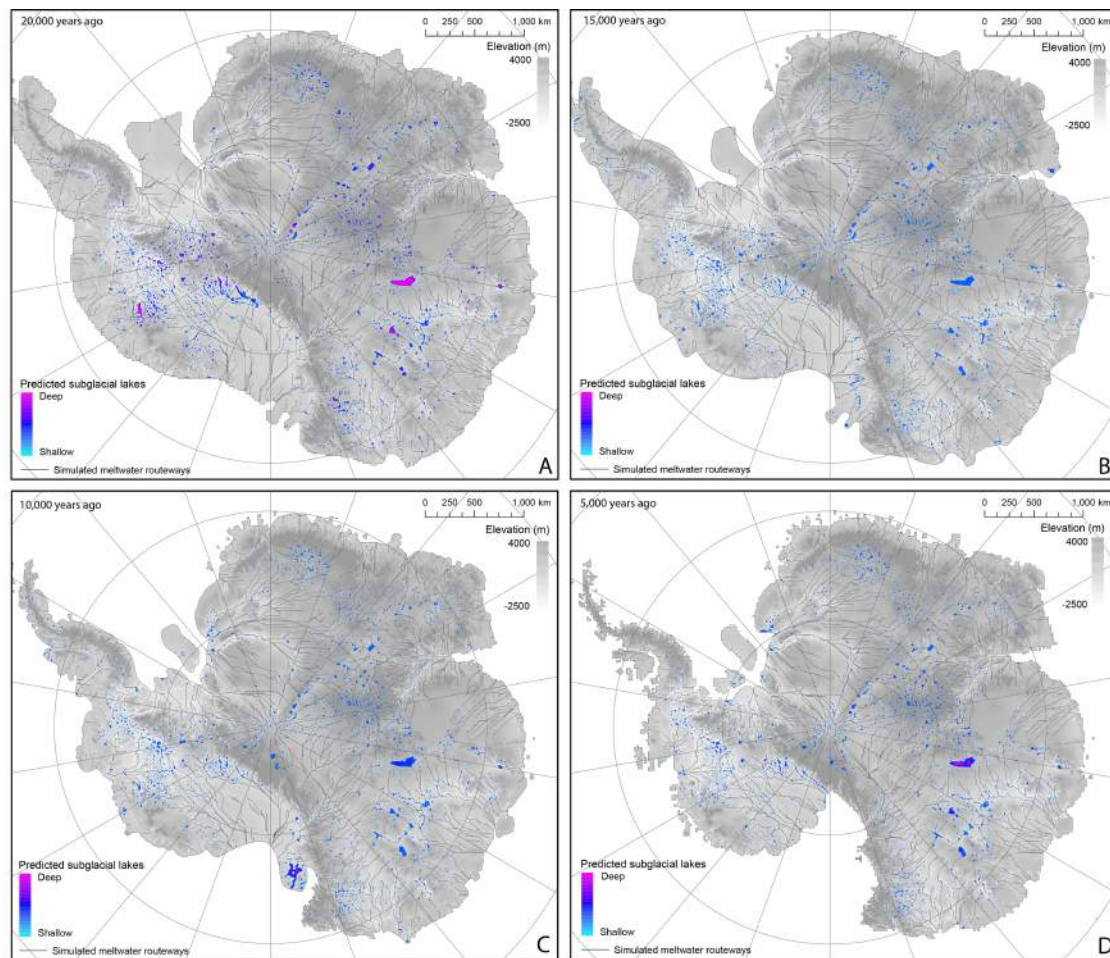 20,000 years ago
0 250 500 1,000 km
Elevation (m)
4000
-2500
Predicted subglacial lakes
Deep
Shallow
Simulated meltwater routeways
A
15,000 years ago
0 250 500 1,000 km
Elevation (m)
4000
-2500
Predicted subglacial lakes
Deep
Shallow
Simulated meltwater routeways
B
10,000 years ago
0 250 500 1,000 km
Elevation (m)
4000
-2500
Predicted subglacial lakes
Deep
Shallow
Simulated meltwater routeways
C
5,000 years ago
0 250 500 1,000 km
Elevation (m)
4000
-2500
Predicted subglacial lakes
Deep
Shallow
Simulated meltwater routeways
D